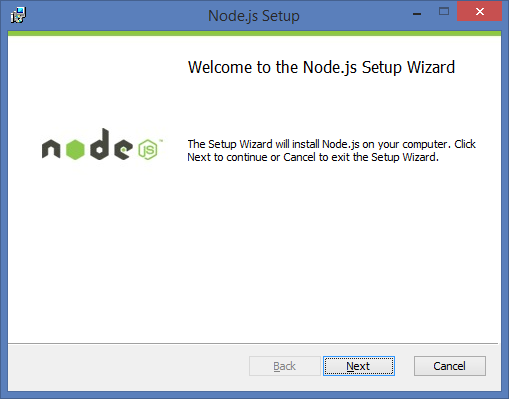 Node.js Setup
Welcome to the Node.js Setup Wizard
node JS ™
The Setup Wizard will install Node.js on your computer. Click
Next to continue or Cancel to exit the Setup Wizard.
Back Next Cancel